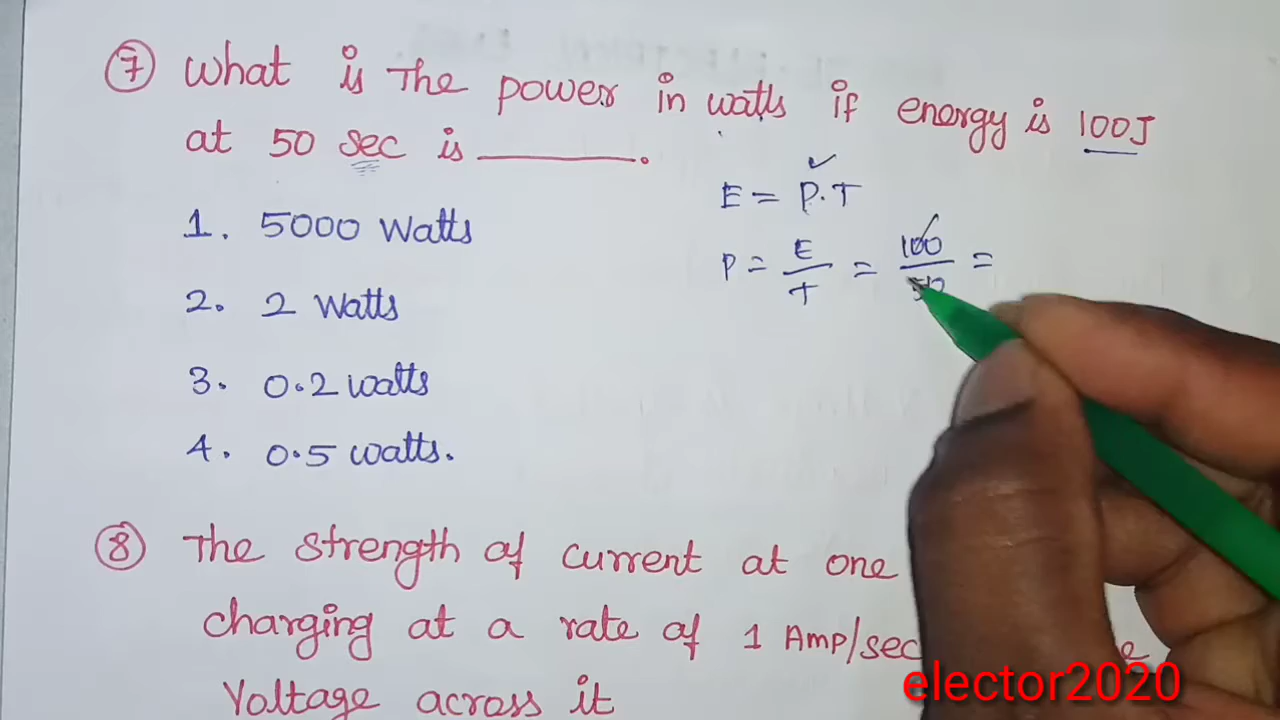 7 What is The power in watts if energy is 100J
at 50 sec is ________.
E = P.T
1. 5000 Watts
P = E/T = 100/50 =
2. 2 Watts
3. 0.2 watts
4. 0.5 watts.
8 The strength of current at one
charging at a rate of 1 Amp/sec
Voltage across it
elector2020